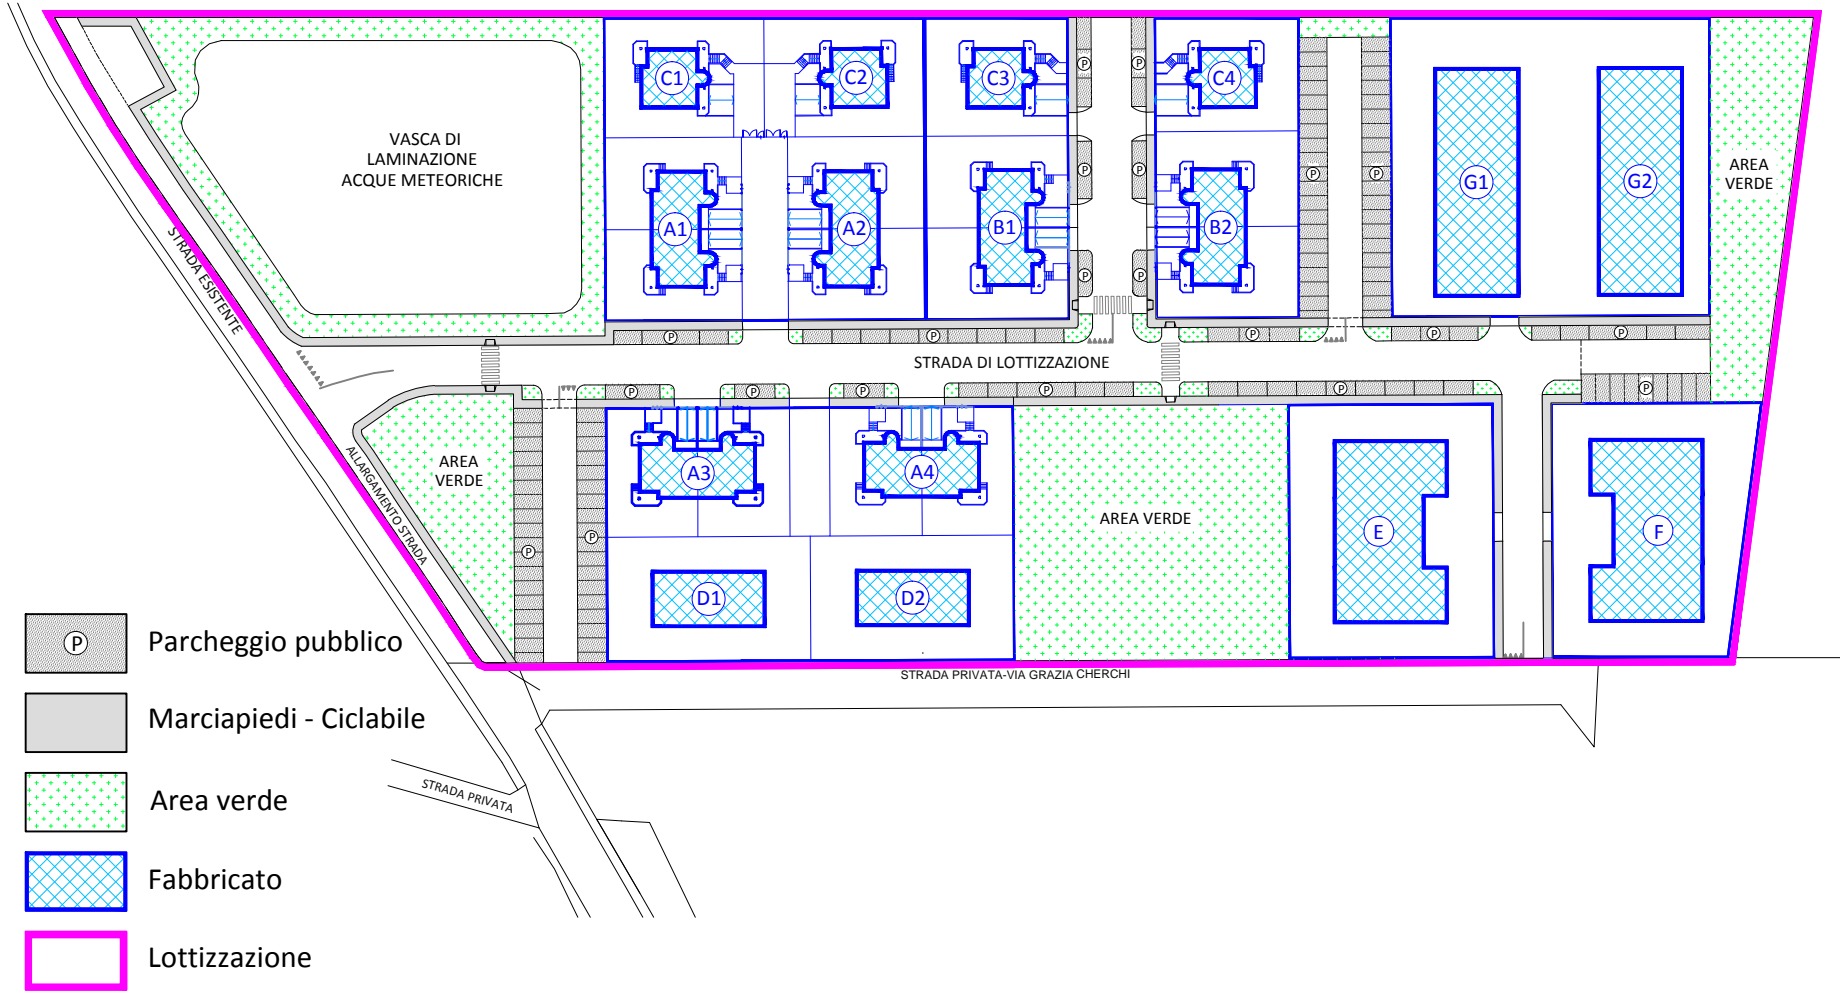 C1
C2
C3
P
P
C4
VASCA DI
LAMINAZIONE
ACQUE METEORICHE
P
P
P
P
G1
G2
AREA
VERDE
A1
A2
B1
B2
STRADA ESISTENTE
P
P
P
P
P
P
P
STRADA DI LOTTIZZAZIONE
P
P
P
P
P
P
ALLARGAMENTO STRADA
AREA
VERDE
A3
A4
AREA VERDE
E
F
P
P
D1
D2
STRADA PRIVATA-VIA GRAZIA CHERCHI
STRADA PRIVATA
P Parcheggio pubblico
Marciapiedi - Ciclabile
Area verde
Fabbricato
Lottizzazione